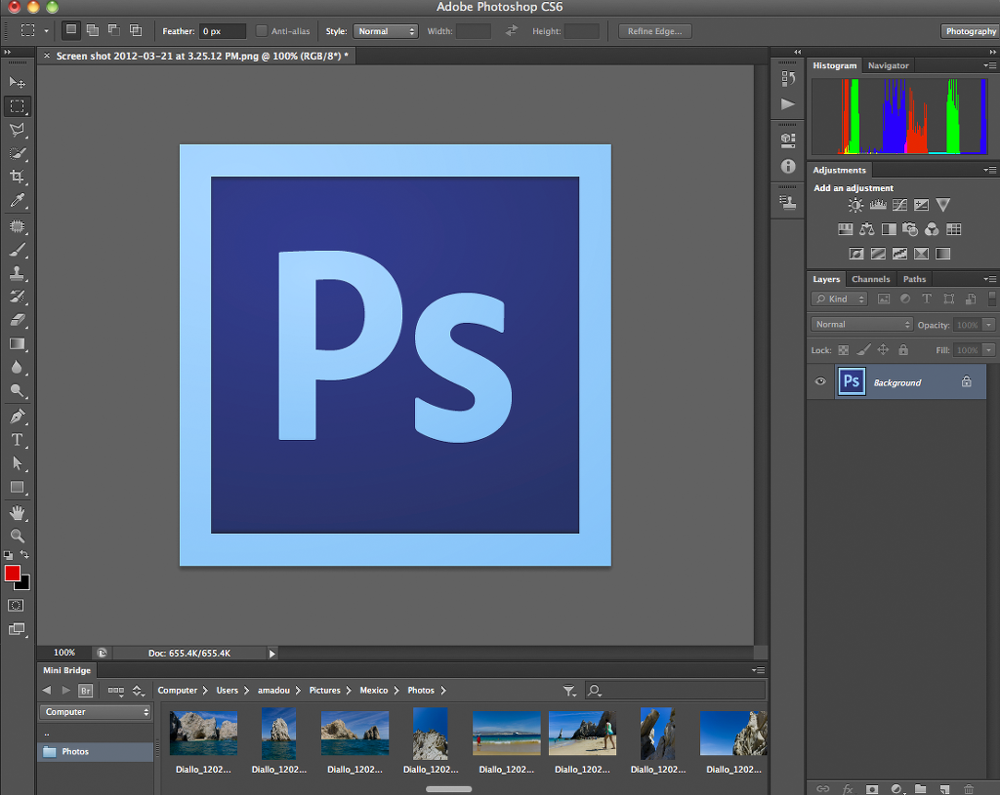 Adobe Photoshop CS6
Feather: 0 px Anti-alias Style: Normal Width: Height: Refine Edge... Photography
× Screen shot 2012-03-21 at 3.25.12 PM.png @ 100% (RGB/8*) *
Histogram Navigator
Adjustments
Add an adjustment
Layers Channels Paths
Kind
Normal Opacity: 100%
Lock: Fill: 100%
Ps Background
Ps
100% Doc: 655.4K/655.4K
Mini Bridge
Br Computer Users amadou Pictures Mexico Photos
Computer
..
Photos
Diallo_1202... Diallo_1202... Diallo_1202... Diallo_1202... Diallo_1202... Diallo_1202... Diallo_1202... Diallo_1202...
fx